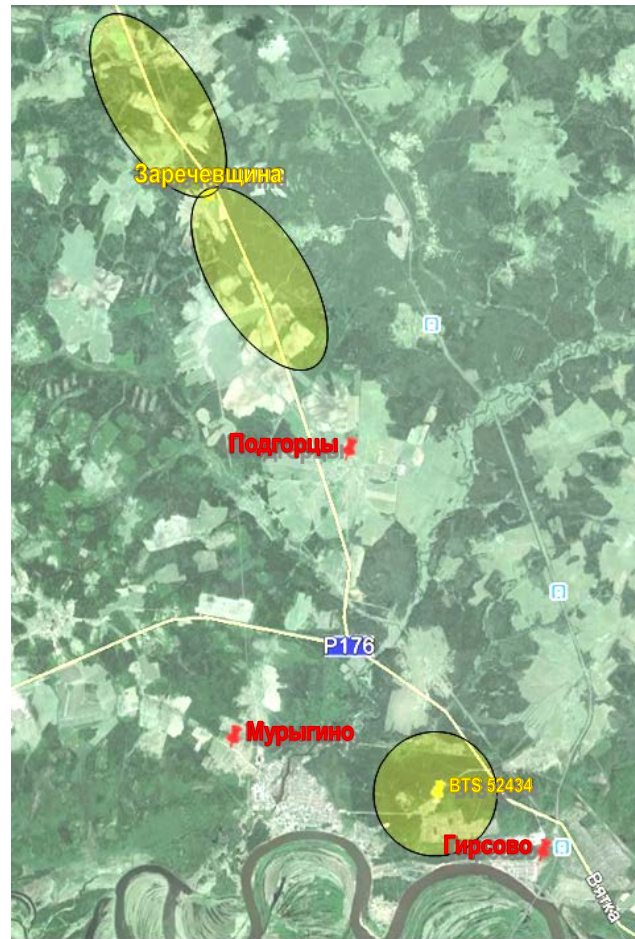 Заречевщина
Подгорцы
Р176
Мурыгино
BTS 52434
Гирсово
Вятка